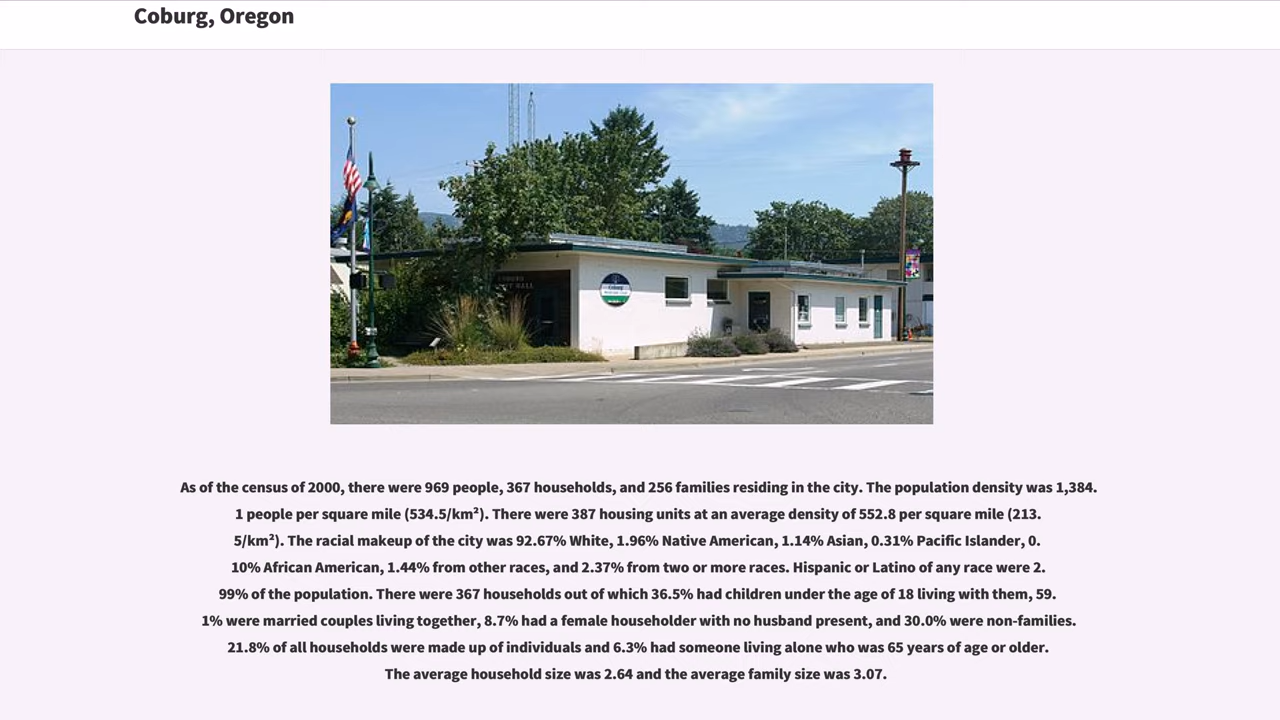 Coburg, Oregon
COBURG
CITY HALL
Coburg
As of the census of 2000, there were 969 people, 367 households, and 256 families residing in the city. The population density was 1,384.
1 people per square mile (534.5/km²). There were 387 housing units at an average density of 552.8 per square mile (213.
5/km²). The racial makeup of the city was 92.67% White, 1.96% Native American, 1.14% Asian, 0.31% Pacific Islander, 0.
10% African American, 1.44% from other races, and 2.37% from two or more races. Hispanic or Latino of any race were 2.
99% of the population. There were 367 households out of which 36.5% had children under the age of 18 living with them, 59.
1% were married couples living together, 8.7% had a female householder with no husband present, and 30.0% were non-families.
21.8% of all households were made up of individuals and 6.3% had someone living alone who was 65 years of age or older.
The average household size was 2.64 and the average family size was 3.07.